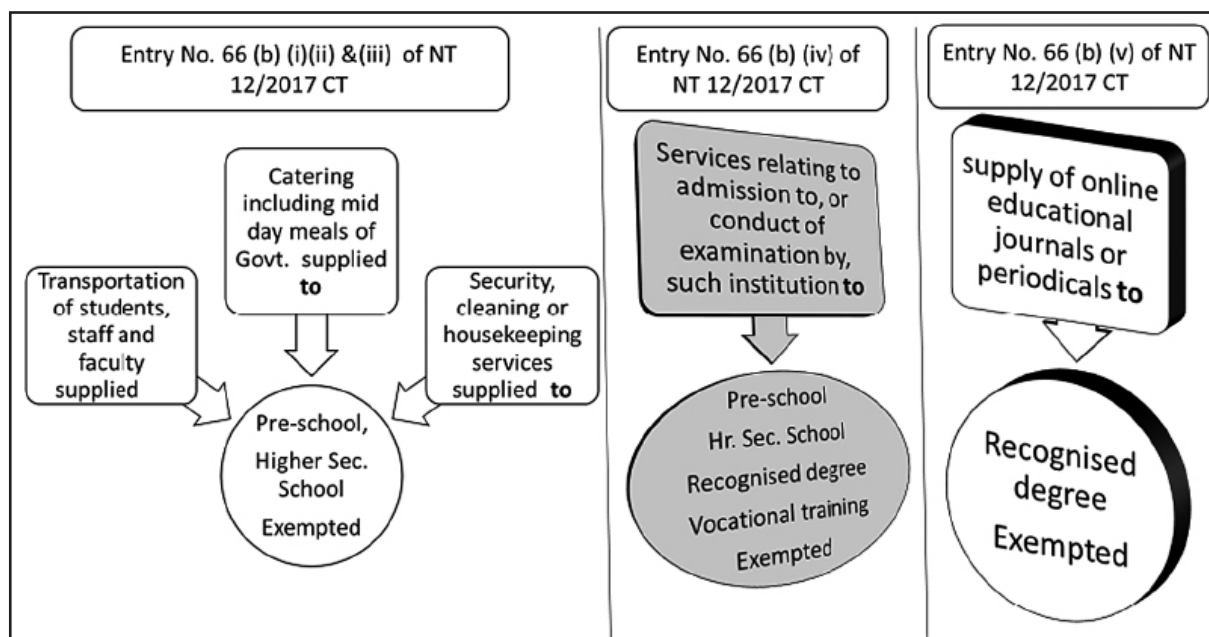 Entry No. 66 (b) (i)(ii) &(iii) of NT
12/2017 CT
Catering
including mid
day meals of
Govt. supplied
to
Transportation
of students,
staff and
faculty
supplied
Security,
cleaning or
housekeeping
services
supplied to
Pre-school,
Higher Sec.
School
Exempted
Entry No. 66 (b) (iv) of
NT 12/2017 CT
Services relating to
admission to, or
conduct of
examination by,
such institution to
Pre-school
Hr. Sec. School
Recognised degree
Vocational training
Exempted
Entry No. 66 (b) (v) of NT
12/2017 CT
supply of online
educational
journals or
periodicals to
Recognised
degree
Exempted